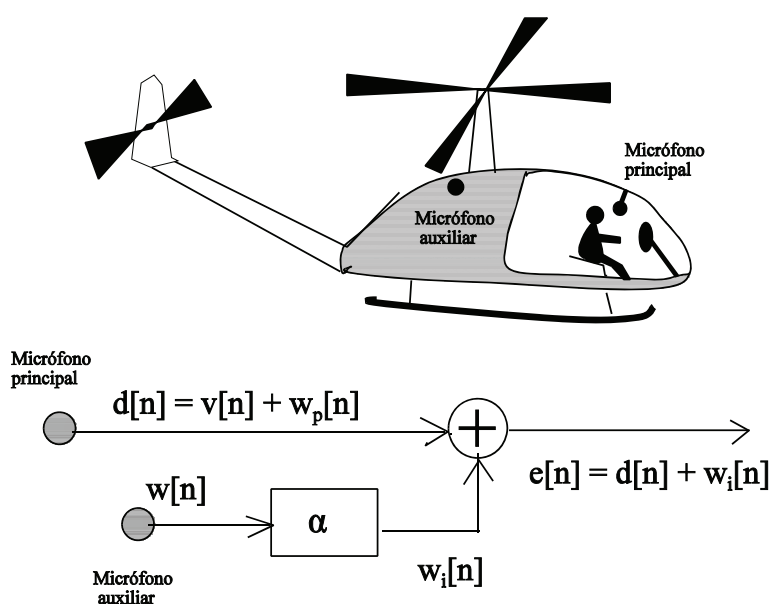 Micrófono
principal
Micrófono
auxiliar
Micrófono
principal
d[n] = v[n] + wₚ[n]
w[n]
α
+
e[n] = d[n] + wᵢ[n]
wᵢ[n]
Micrófono
auxiliar